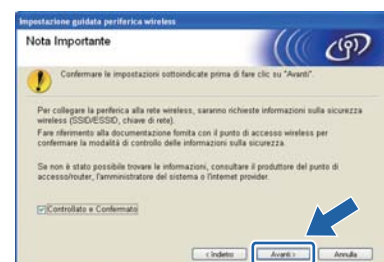 Impostazione guidata periferica wireless
Nota Importante
Confermare le impostazioni sottoindicate prima di fare clic su "Avanti".
Per collegare la periferica alla rete wireless, saranno richieste informazioni sulla sicurezza
wireless (SSID/ESSID, chiave di rete).
Fare riferimento alla documentazione fornita con il punto di accesso wireless per
confermare la modalità di controllo delle informazioni sulla sicurezza.
Se non è stato possibile trovare le informazioni, consultare il produttore del punto di
accesso/router, l'amministratore del sistema o l'internet provider.
Controllato e Confermato
< Indietro Avanti > Annulla